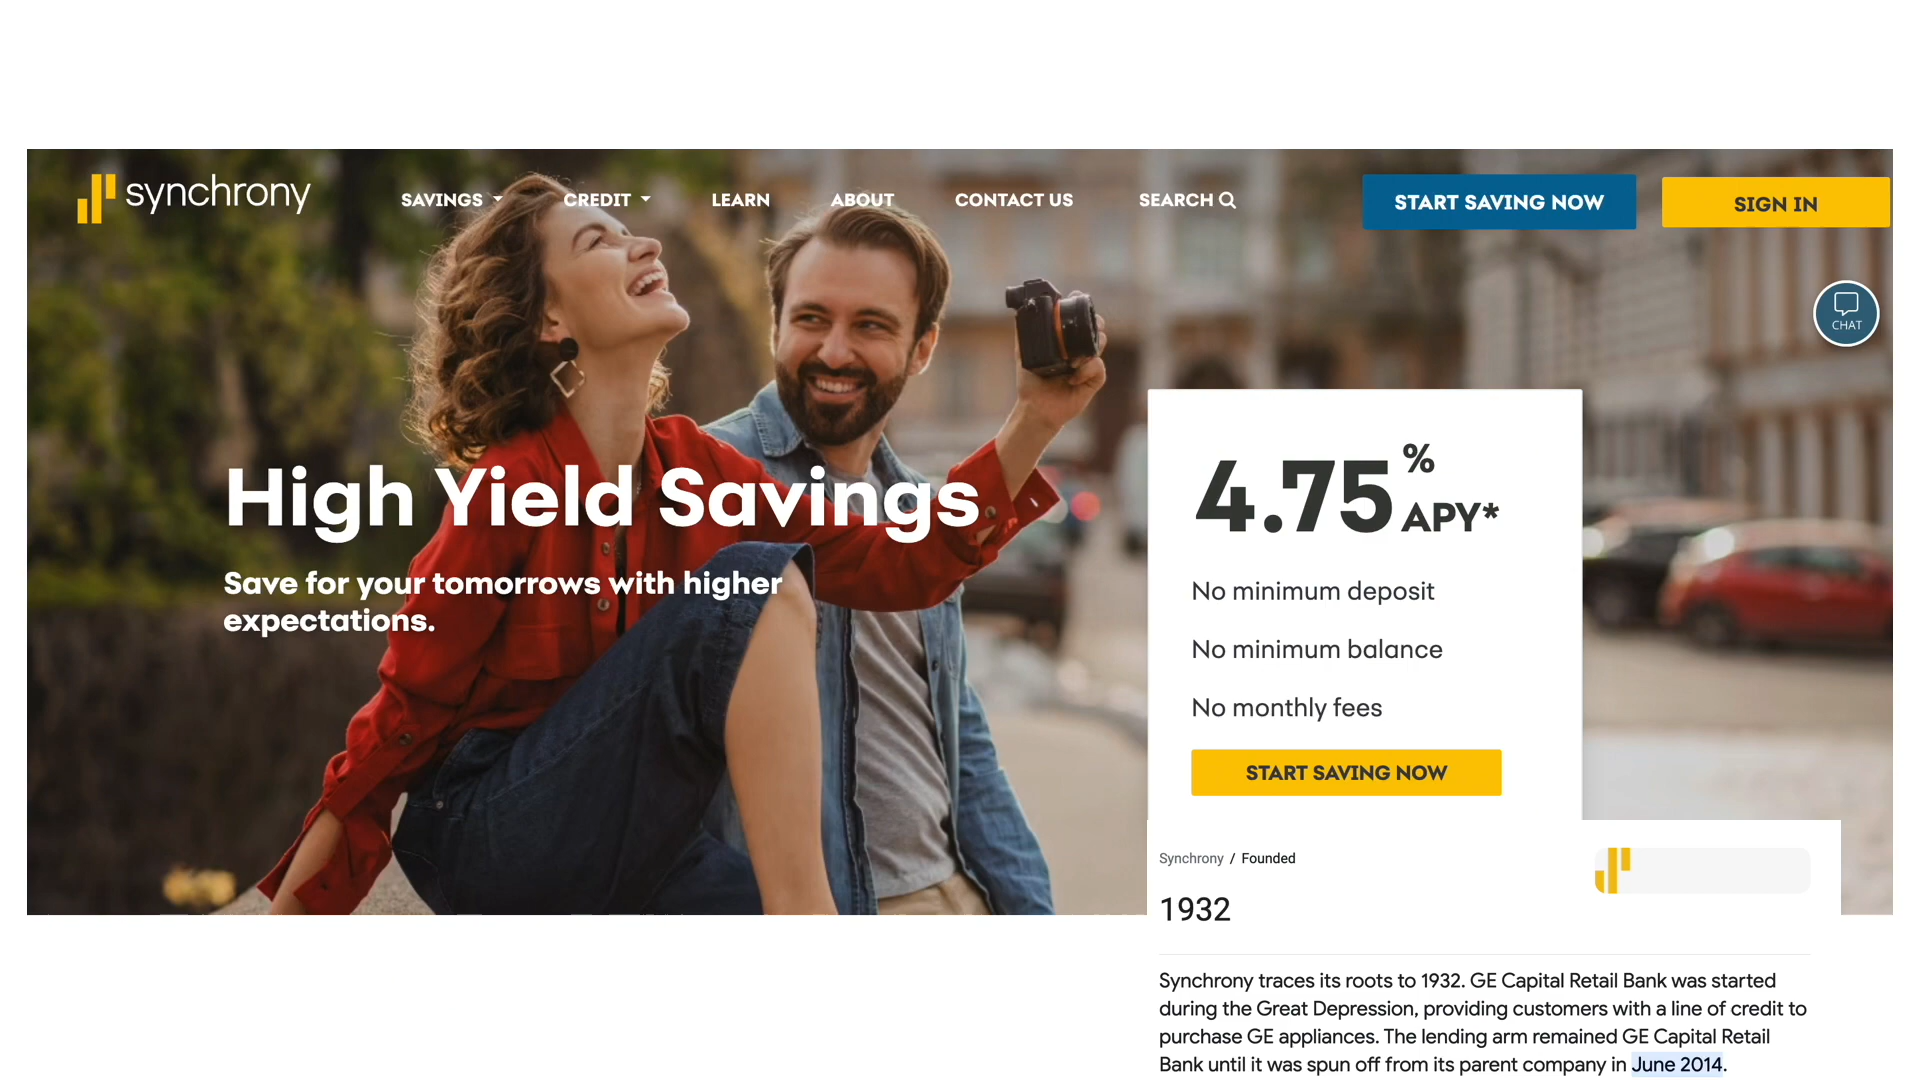 synchrony
SAVINGS
CREDIT
LEARN
ABOUT
CONTACT US
SEARCH
START SAVING NOW
SIGN IN
CHAT
High Yield Savings
Save for your tomorrows with higher
expectations.
4.75% APY*
No minimum deposit
No minimum balance
No monthly fees
START SAVING NOW
Synchrony / Founded
1932
Synchrony traces its roots to 1932. GE Capital Retail Bank was started
during the Great Depression, providing customers with a line of credit to
purchase GE appliances. The lending arm remained GE Capital Retail
Bank until it was spun off from its parent company in June 2014.